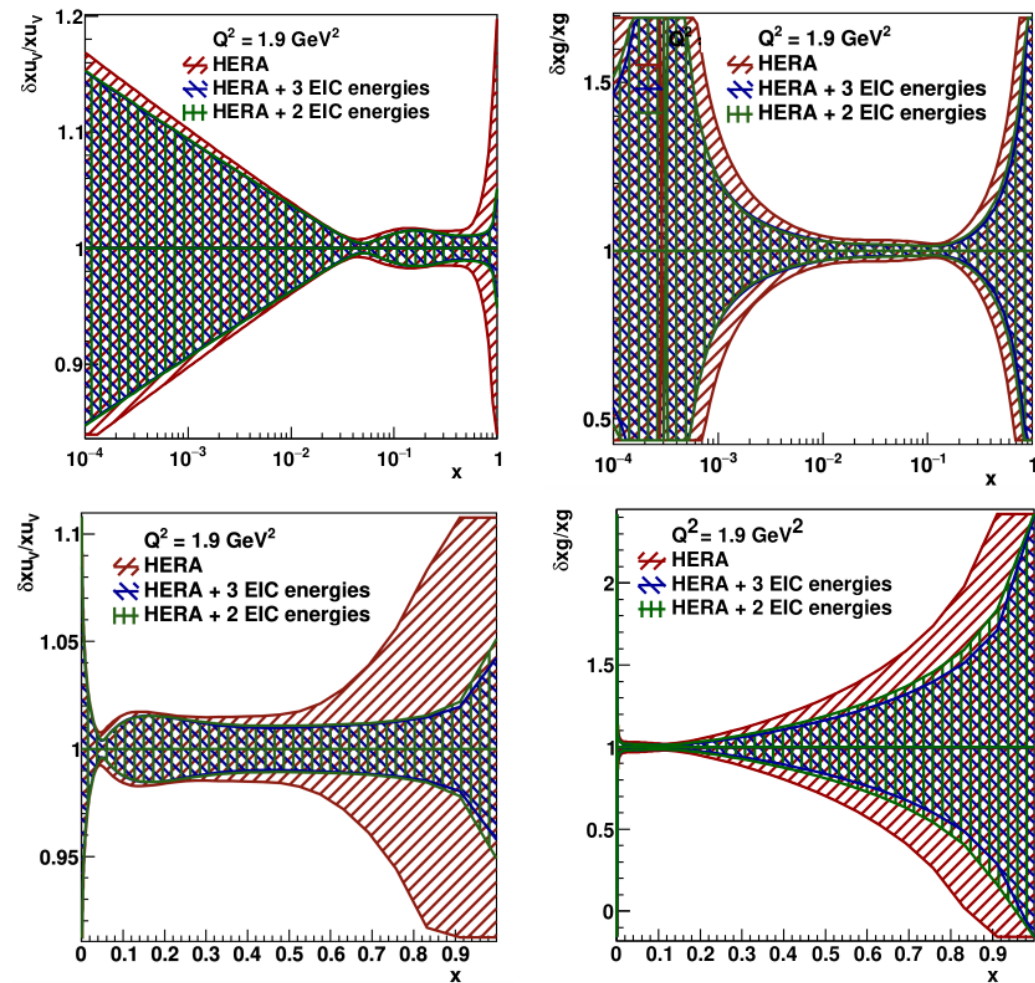 δxu_V/xu_V
1.2
1.1
1
0.9
Q² = 1.9 GeV²
HERA
HERA + 3 EIC energies
HERA + 2 EIC energies
10⁻⁴ 10⁻³ 10⁻² 10⁻¹ 1
x
δxg/xg
1.5
1
0.5
Q²
Q² = 1.9 GeV²
HERA
HERA + 3 EIC energies
HERA + 2 EIC energies
10⁻⁴ 10⁻³ 10⁻² 10⁻¹ 1
x
δxu_V/xu_V
1.1
1.05
1
0.95
Q² = 1.9 GeV²
HERA
HERA + 3 EIC energies
HERA + 2 EIC energies
0 0.1 0.2 0.3 0.4 0.5 0.6 0.7 0.8 0.9
x
δxg/xg
2
1.5
1
0.5
0
Q² = 1.9 GeV²
HERA
HERA + 3 EIC energies
HERA + 2 EIC energies
0 0.1 0.2 0.3 0.4 0.5 0.6 0.7 0.8 0.9
x